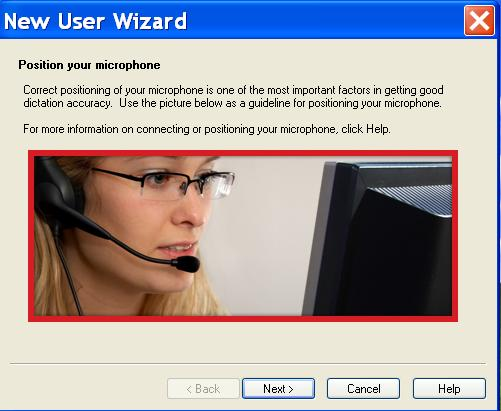 New User Wizard
Position your microphone
Correct positioning of your microphone is one of the most important factors in getting good
dictation accuracy. Use the picture below as a guideline for positioning your microphone.
For more information on connecting or positioning your microphone, click Help.
< Back Next > Cancel Help